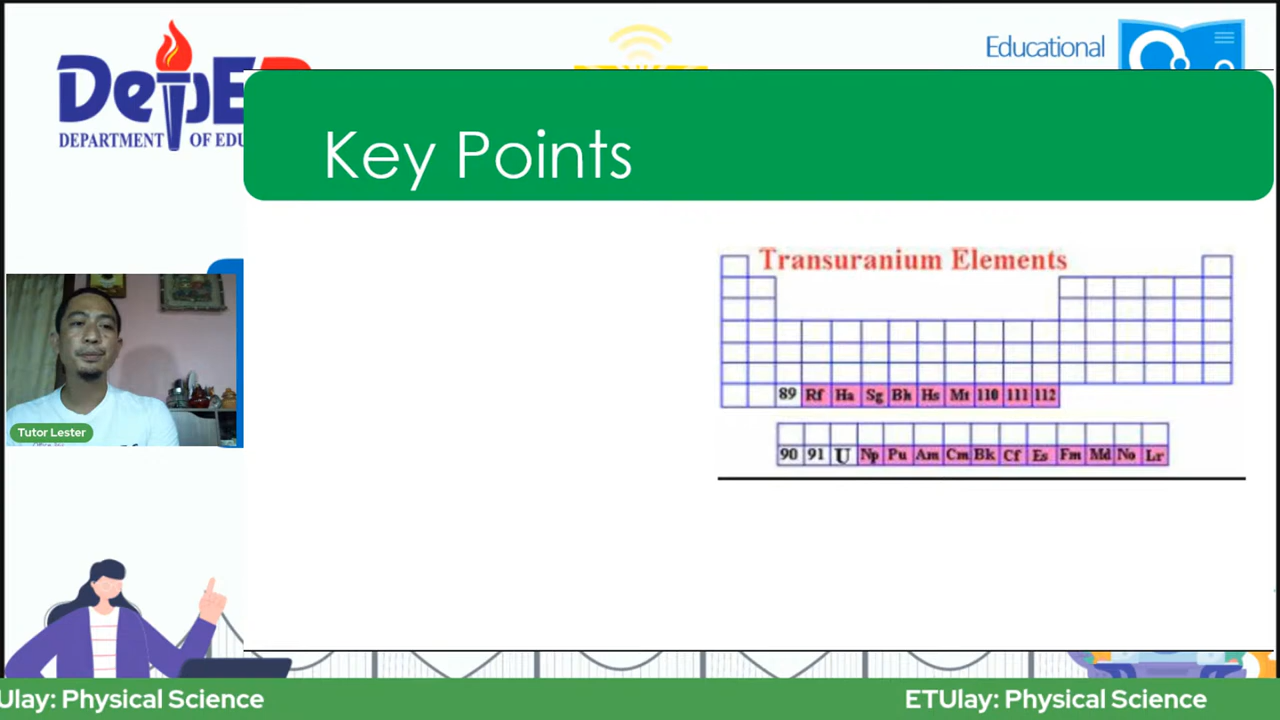 Educational
DepE
DEPARTMENT OF EDU
Key Points
Transuranium Elements
89 Rf Ha Sg Bh Hs Mt 110 111 112
90 91 U Np Pu Am Cm Bk Cf Es Fm Md No Lr
Tutor Lester
Ulay: Physical Science
ETUlay: Physical Science